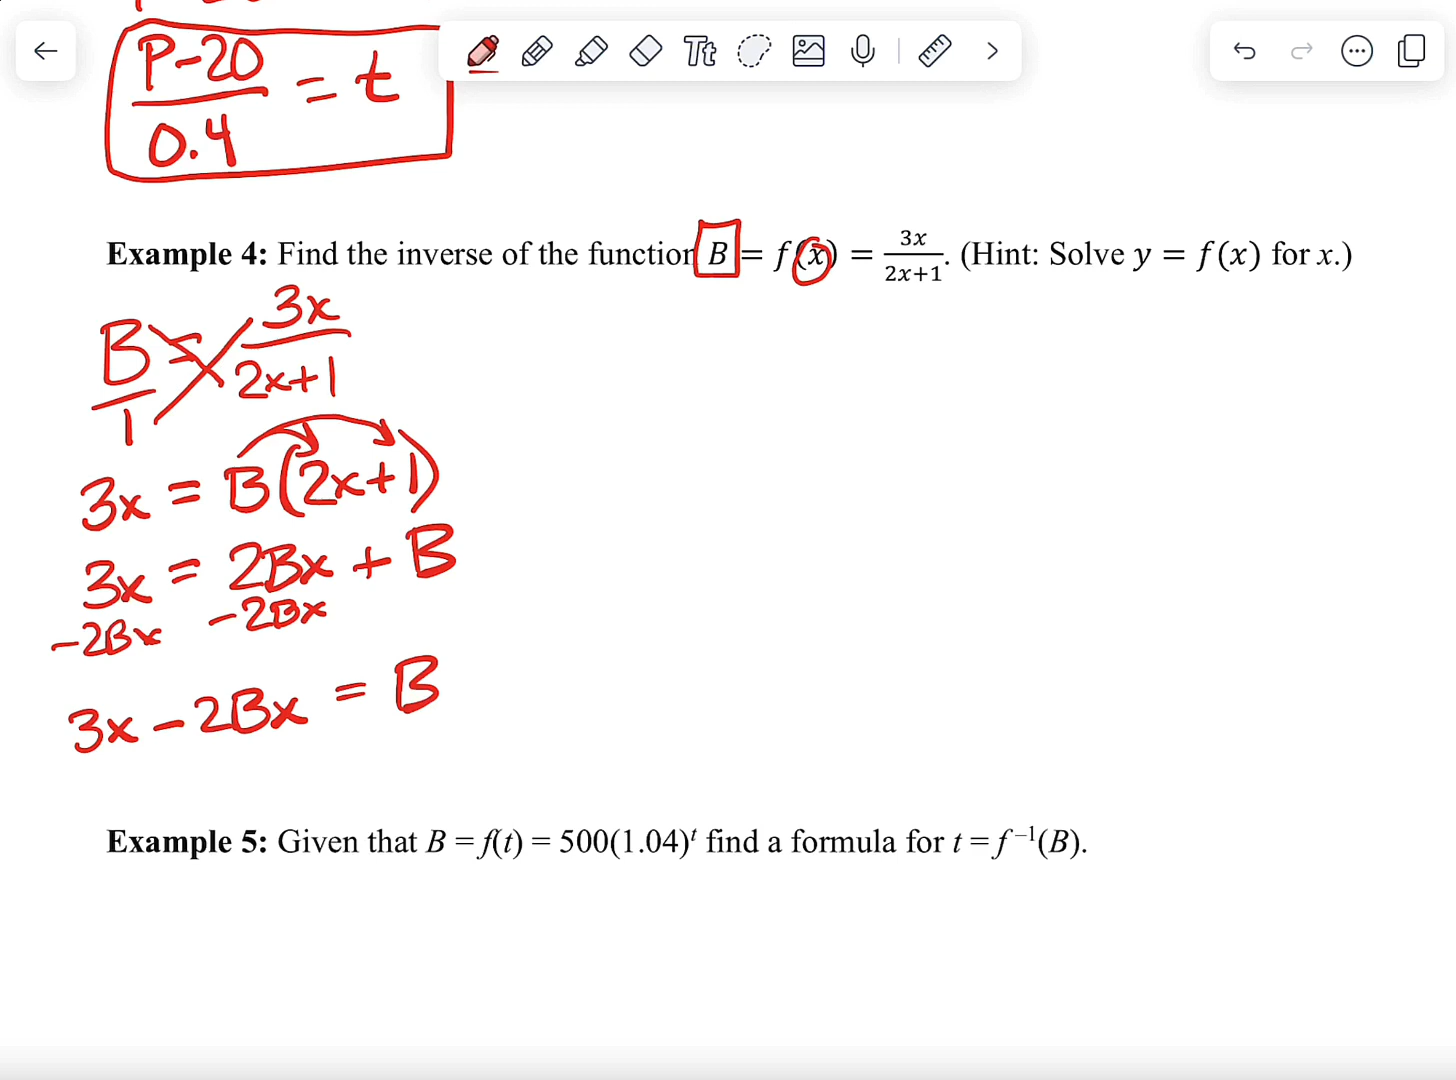 P-20
/ 0.4 = t
Tt
Example 4: Find the inverse of the function B = f(x) = 3x / 2x+1. (Hint: Solve y = f(x) for x.)
B / 1 = 3x / 2x+1
3x = B(2x+1)
3x = 2Bx + B
-2Bx -2Bx
3x - 2Bx = B
Example 5: Given that B = f(t) = 500(1.04)^t find a formula for t = f⁻¹(B).